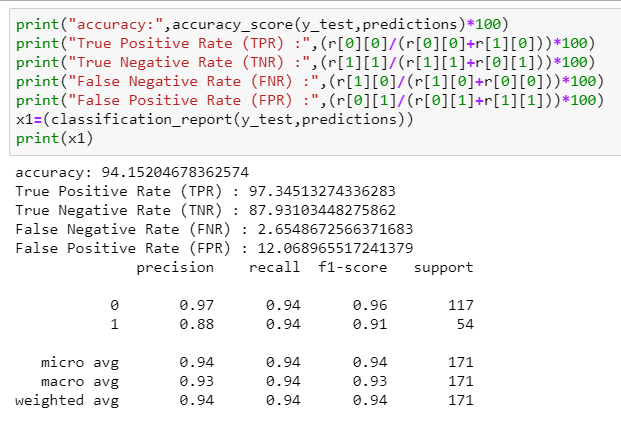 print("accuracy:",accuracy_score(y_test,predictions)*100)
print("True Positive Rate (TPR) :",(r[0][0]/(r[0][0]+r[1][0]))*100)
print("True Negative Rate (TNR) :",(r[1][1]/(r[1][1]+r[0][1]))*100)
print("False Negative Rate (FNR) :",(r[1][0]/(r[1][0]+r[0][0]))*100)
print("False Positive Rate (FPR) :",(r[0][1]/(r[0][1]+r[1][1]))*100)
x1=(classification_report(y_test,predictions))
print(x1)
accuracy: 94.15204678362574
True Positive Rate (TPR) : 97.34513274336283
True Negative Rate (TNR) : 87.93103448275862
False Negative Rate (FNR) : 2.6548672566371683
False Positive Rate (FPR) : 12.068965517241379
precision recall f1-score support
0 0.97 0.94 0.96 117
1 0.88 0.94 0.91 54
micro avg 0.94 0.94 0.94 171
macro avg 0.93 0.94 0.93 171
weighted avg 0.94 0.94 0.94 171